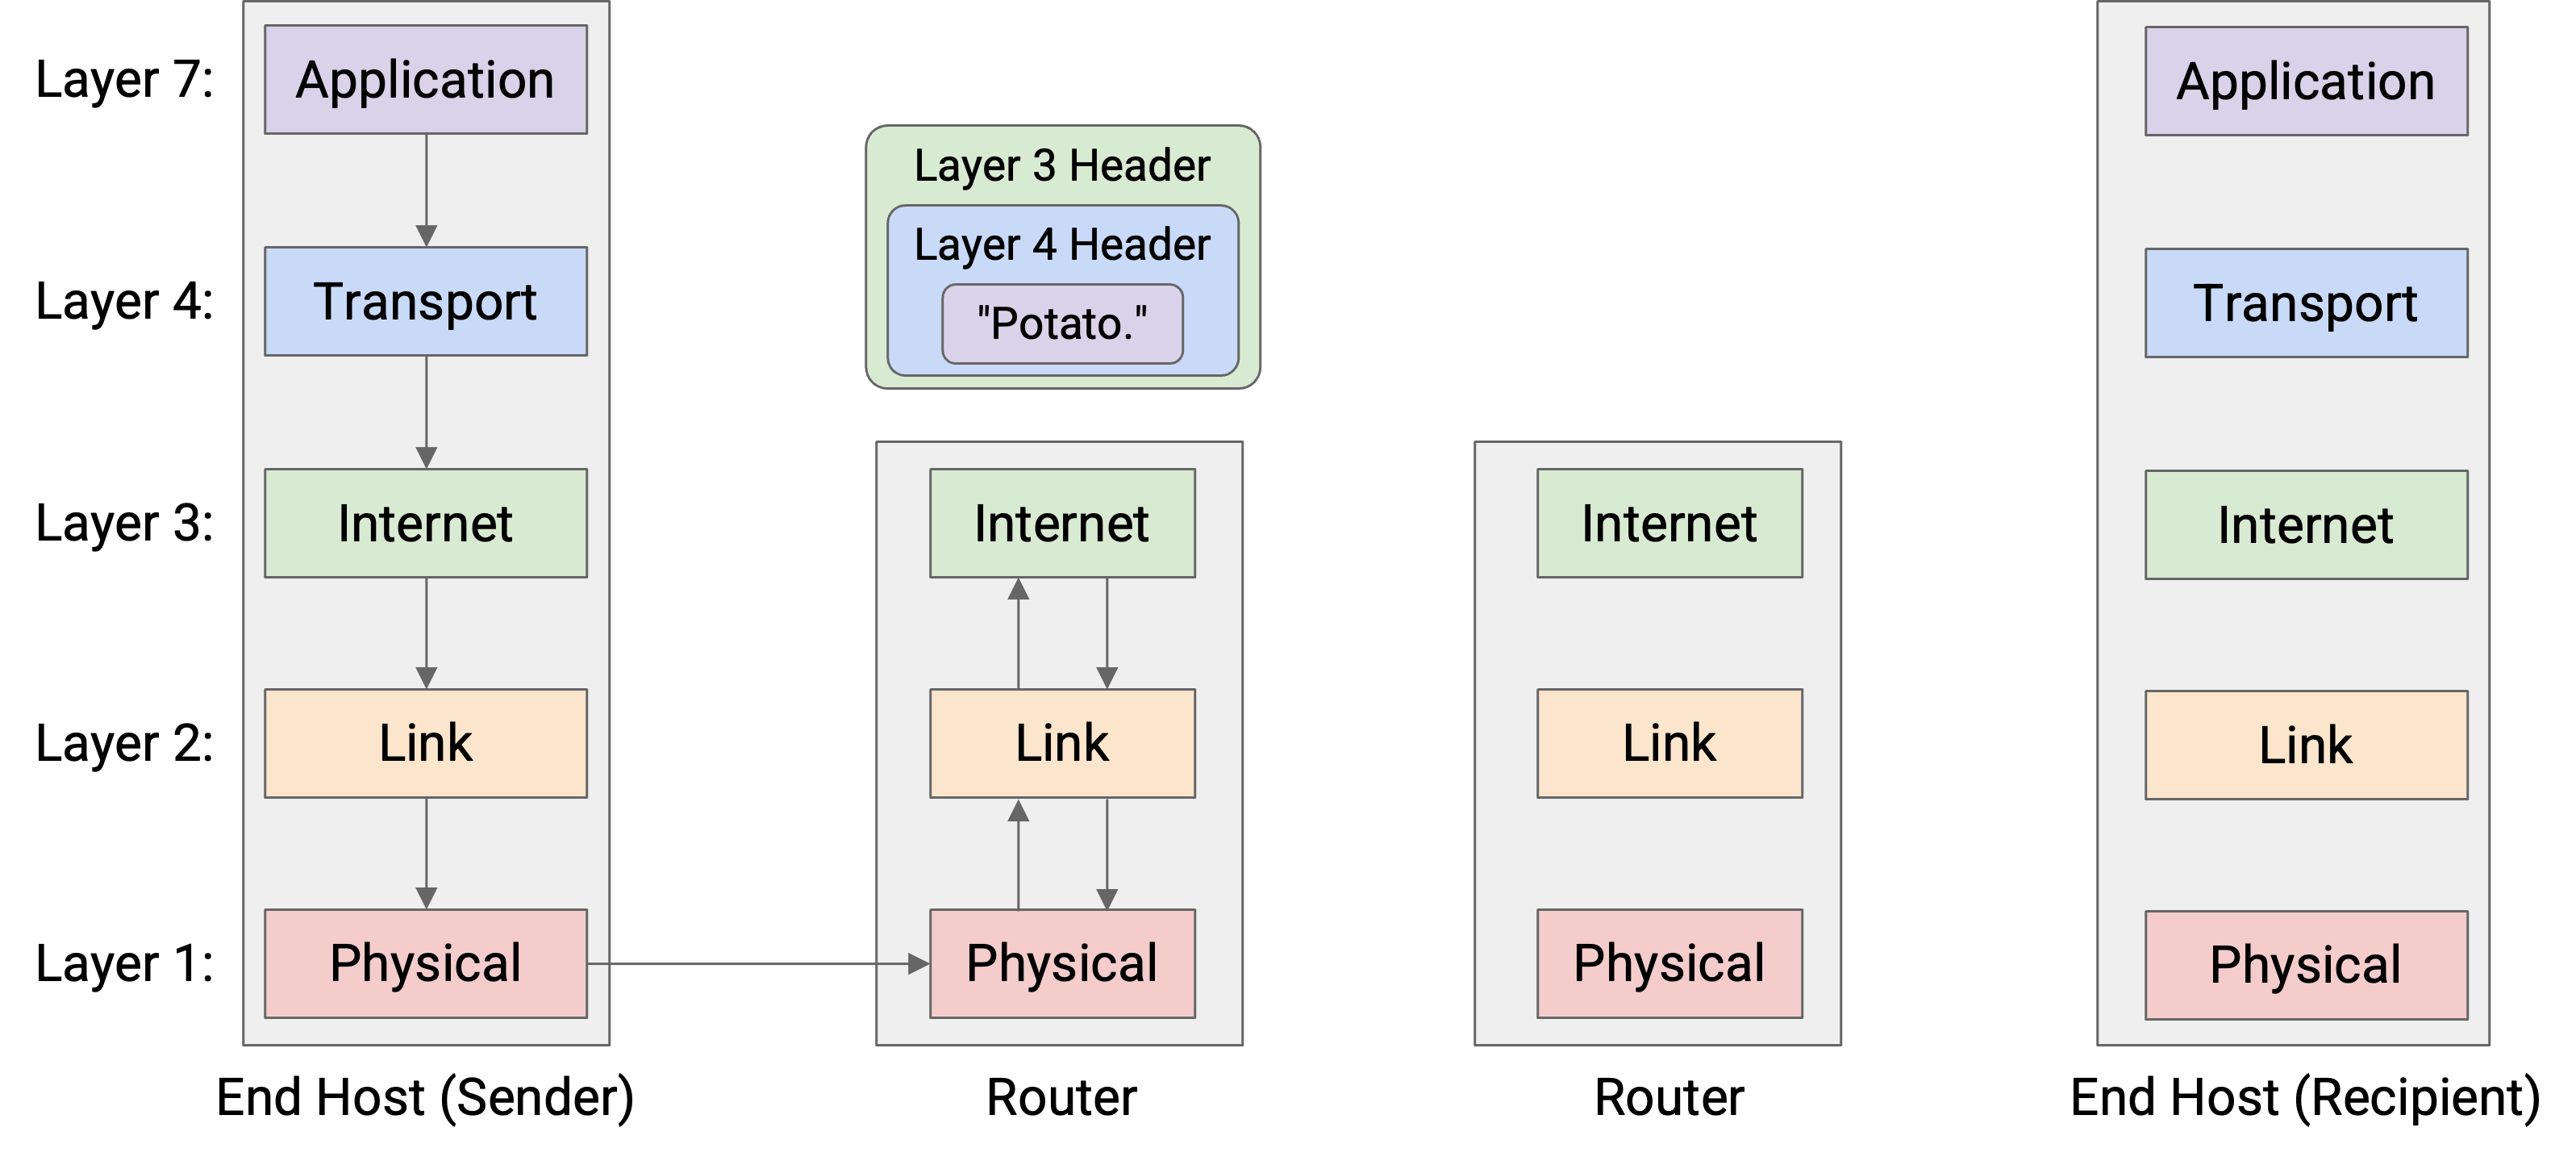 Layer 7:
Application
Application
Layer 3 Header
Layer 4 Header
"Potato."
Layer 4:
Transport
Transport
Layer 3:
Internet
Internet
Internet
Internet
Layer 2:
Link
Link
Link
Link
Layer 1:
Physical
Physical
Physical
Physical
End Host (Sender)
Router
Router
End Host (Recipient)